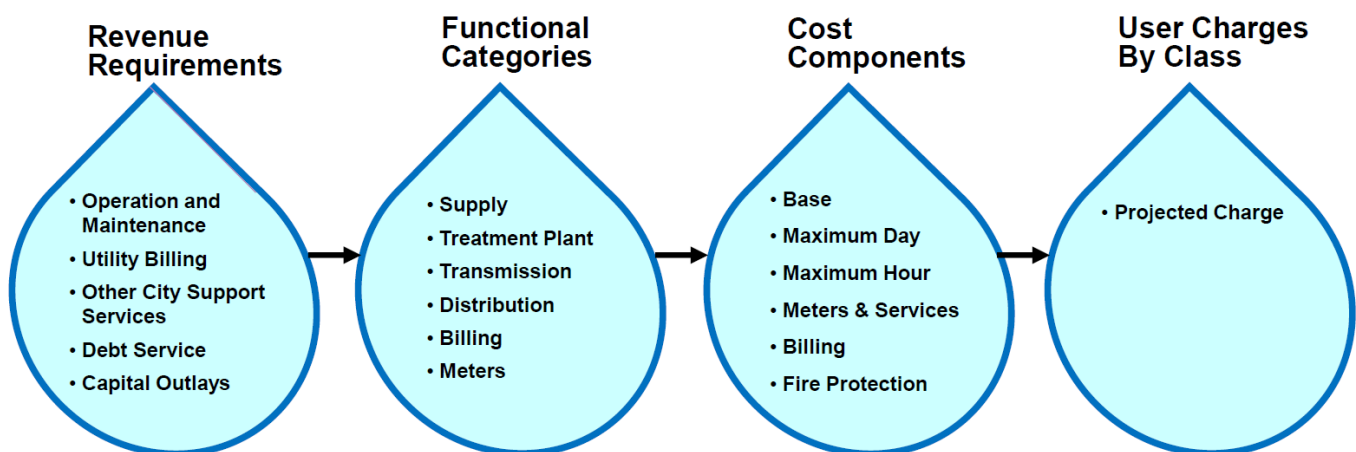 Revenue
Requirements
• Operation and
Maintenance
• Utility Billing
• Other City Support
Services
• Debt Service
• Capital Outlays
Functional
Categories
• Supply
• Treatment Plant
• Transmission
• Distribution
• Billing
• Meters
Cost
Components
• Base
• Maximum Day
• Maximum Hour
• Meters & Services
• Billing
• Fire Protection
User Charges
By Class
• Projected Charge